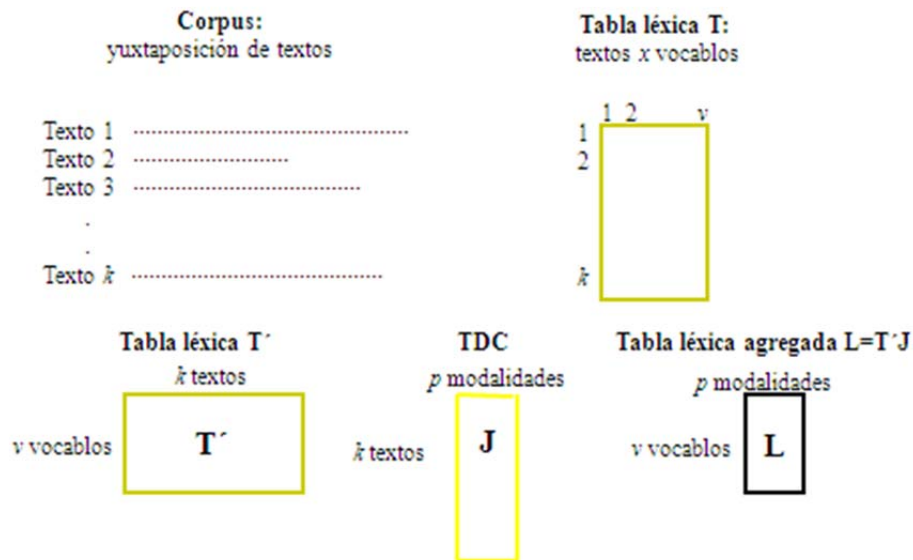 Corpus:
yuxtaposición de textos
Tabla léxica T:
textos x vocablos
Texto 1
Texto 2
Texto 3
.
.
Texto k
1 2 v
1
2
k
Tabla léxica T´
k textos
v vocablos
T´
TDC
p modalidades
k textos
J
Tabla léxica agregada L=T´J
p modalidades
v vocablos
L